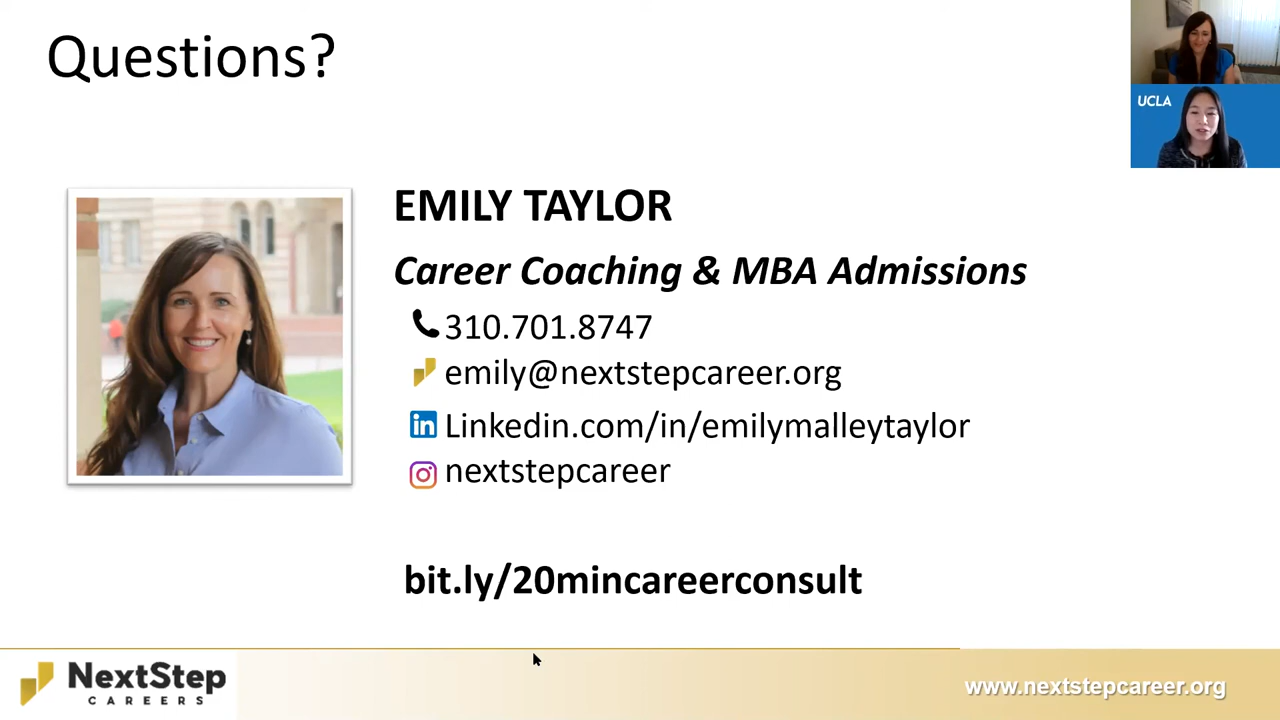 Questions?
UCLA
EMILY TAYLOR
Career Coaching & MBA Admissions
310.701.8747
emily@nextstepcareer.org
in Linkedin.com/in/emilymalleytaylor
nextstepcareer
bit.ly/20mincareerconsult
NextStep
CAREERS
www.nextstepcareer.org